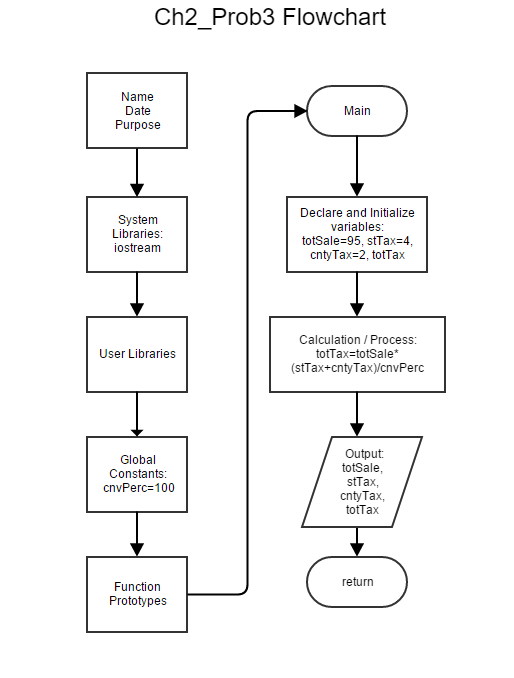 Ch2_Prob3 Flowchart
Name
Date
Purpose
System
Libraries:
iostream
User Libraries
Global
Constants:
cnvPerc=100
Function
Prototypes
Main
Declare and Initialize
variables:
totSale=95, stTax=4,
cntyTax=2, totTax
Calculation / Process:
totTax=totSale*
(stTax+cntyTax)/cnvPerc
Output:
totSale,
stTax,
cntyTax,
totTax
return